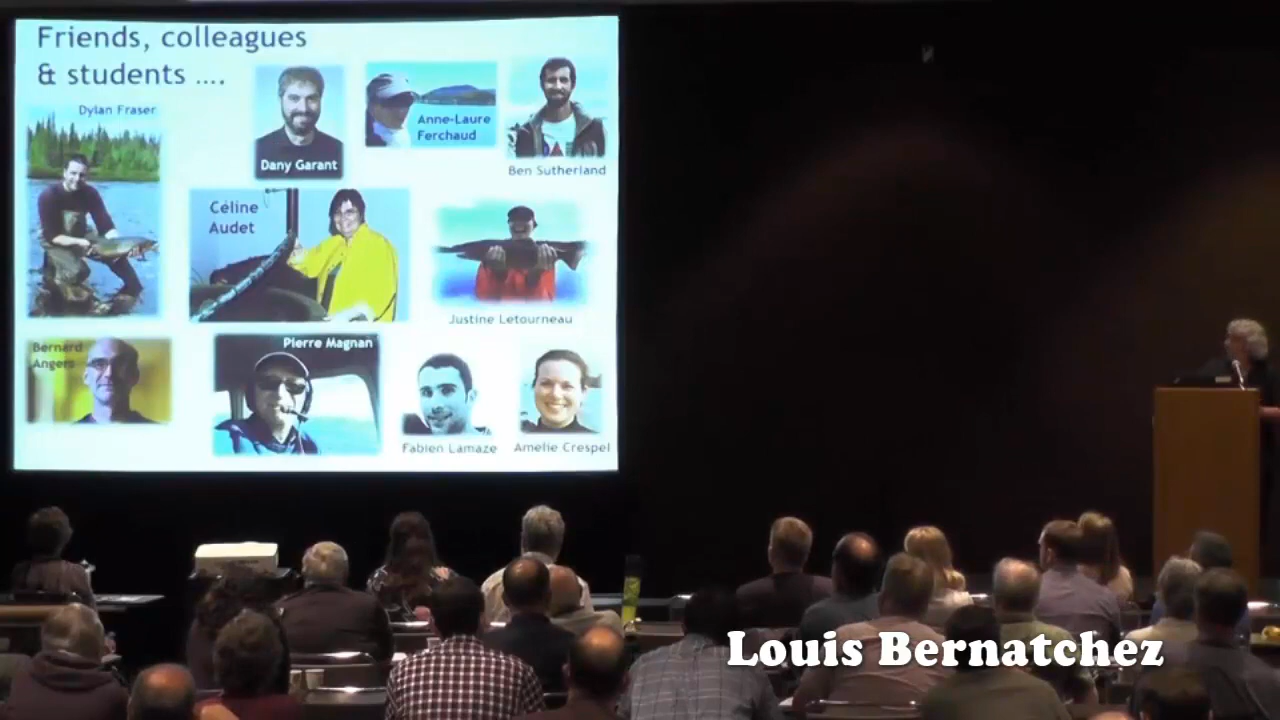 Friends, colleagues
& students ....
Dylan Fraser
Dany Garant
Anne-Laure
Ferchaud
Ben Sutherland
Céline
Audet
Justine Letourneau
Bernard
Angers
Pierre Magnan
Fabien Lamaze
Amelie Crespel
Louis Bernatchez